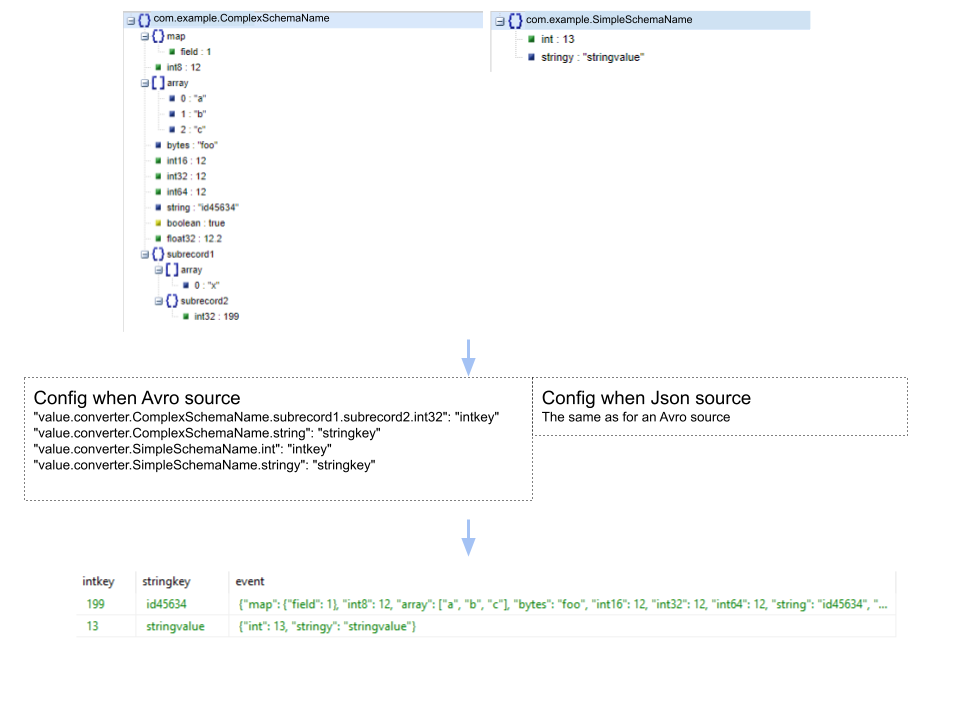 com.example.ComplexSchemaName
map
field : 1
int8 : 12
array
0 : "a"
1 : "b"
2 : "c"
bytes : "foo"
int16 : 12
int32 : 12
int64 : 12
string : "id45634"
boolean : true
float32 : 12.2
subrecord1
array
0 : "x"
subrecord2
int32 : 199
com.example.SimpleSchemaName
int : 13
stringy : "stringvalue"
Config when Avro source
"value.converter.ComplexSchemaName.subrecord1.subrecord2.int32": "intkey"
"value.converter.ComplexSchemaName.string": "stringkey"
"value.converter.SimpleSchemaName.int": "intkey"
"value.converter.SimpleSchemaName.stringy": "stringkey"
Config when Json source
The same as for an Avro source
intkey stringkey event
199 id45634 {"map": {"field": 1}, "int8": 12, "array": ["a", "b", "c"], "bytes": "foo", "int16": 12, "int32": 12, "int64": 12, "string": "id45634", "...
13 stringvalue {"int": 13, "stringy": "stringvalue"}